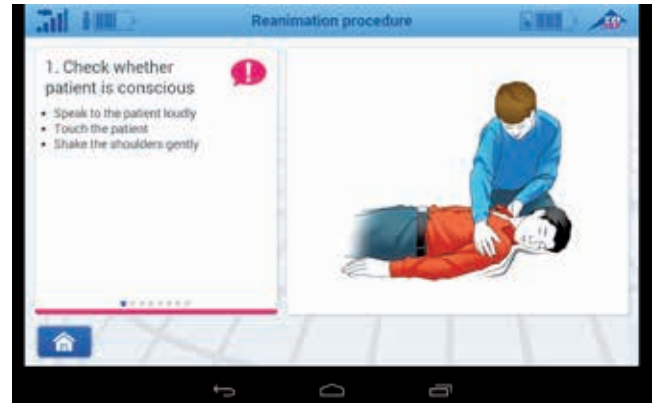 Reanimation procedure
1. Check whether
patient is conscious
!
• Speak to the patient loudly
• Touch the patient
• Shake the shoulders gently